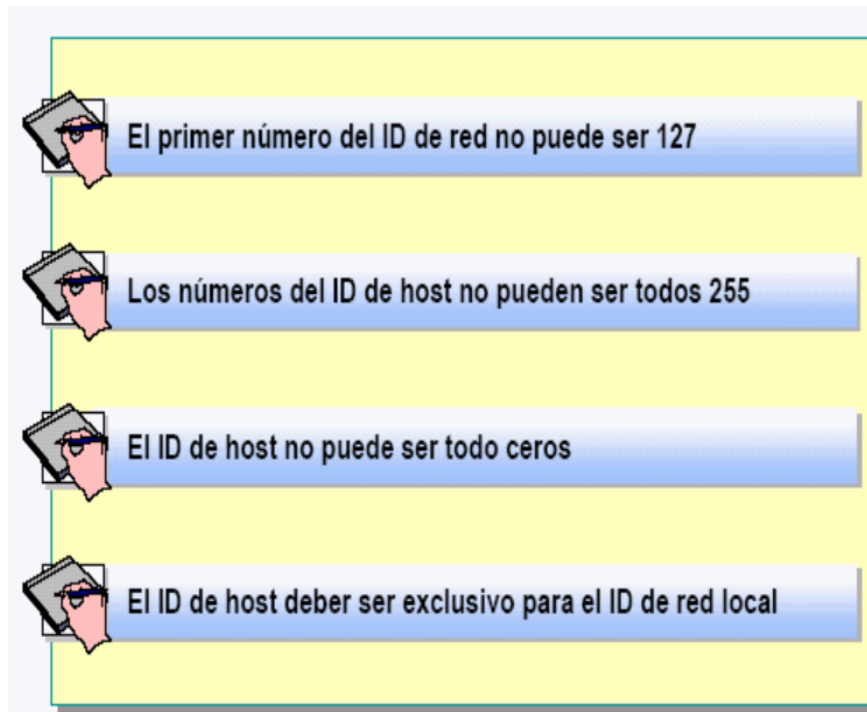 El primer número del ID de red no puede ser 127
Los números del ID de host no pueden ser todos 255
El ID de host no puede ser todo ceros
El ID de host deber ser exclusivo para el ID de red local